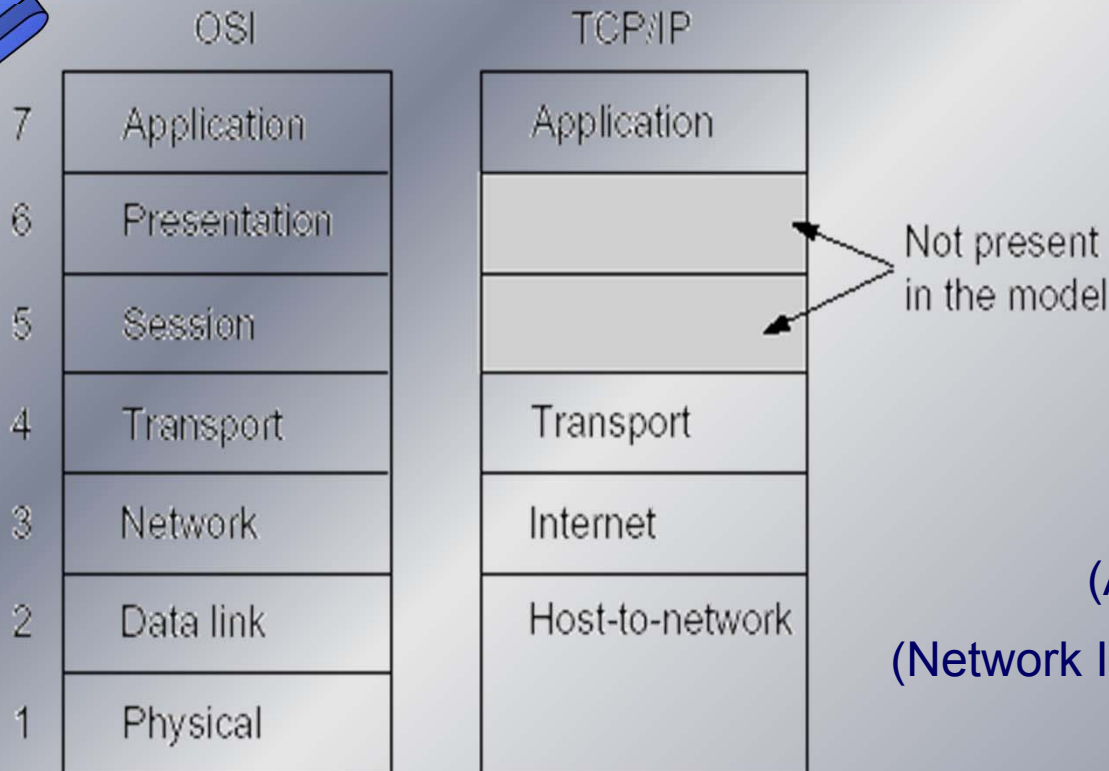 OSI TCP/IP
7 Application Application
6 Presentation
Not present
in the model
5 Session
4 Transport Transport
3 Network Internet
(A
2 Data link Host-to-network
(Network I
1 Physical